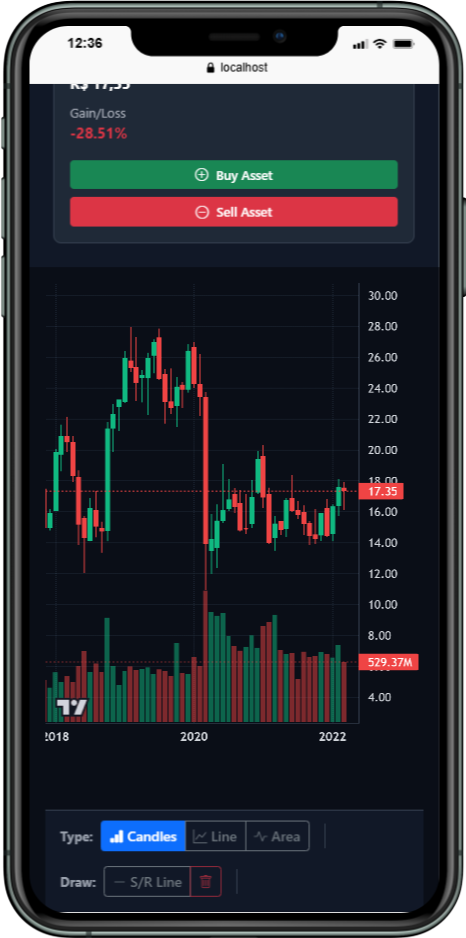 12:36
localhost
R$ 17,35
Gain/Loss
-28.51%
Buy Asset
Sell Asset
30.00
28.00
26.00
24.00
22.00
20.00
18.00
17.35
16.00
14.00
12.00
10.00
8.00
529.37M
4.00
2018 2020 2022
Type: Candles Line Area
Draw: S/R Line